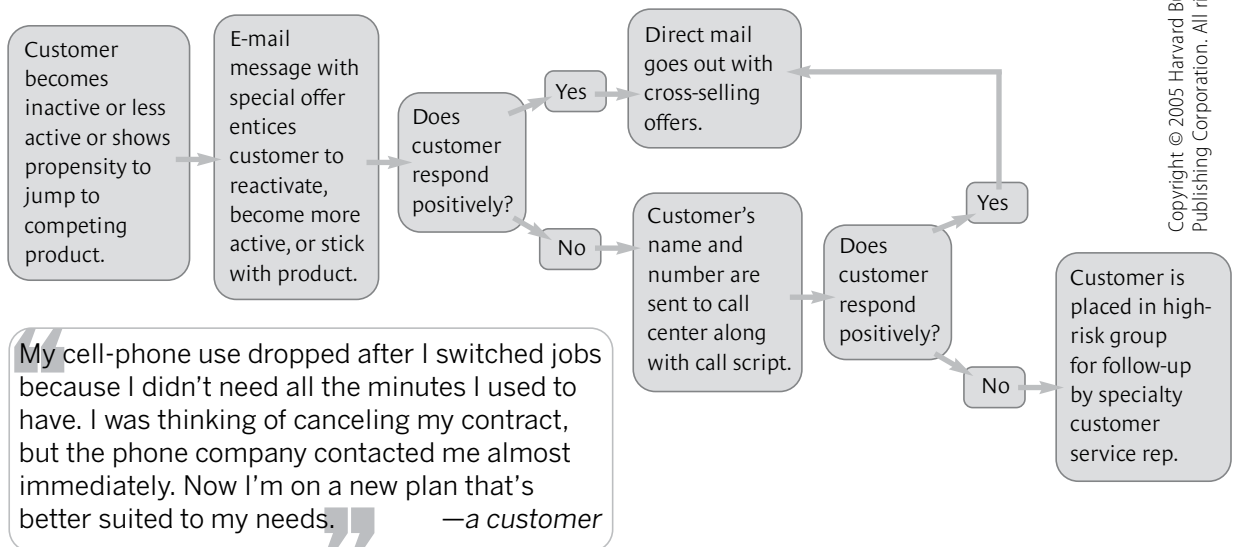 Customer
becomes
inactive or less
active or shows
propensity to
jump to
competing
product.
E-mail
message with
special offer
entices
customer to
reactivate,
become more
active, or stick
with product.
Does
customer
respond
positively?
Yes
Direct mail
goes out with
cross-selling
offers.
No
Customer’s
name and
number are
sent to call
center along
with call script.
Does
customer
respond
positively?
Yes
No
Customer is
placed in high-
risk group
for follow-up
by specialty
customer
service rep.
“My cell-phone use dropped after I switched jobs
because I didn’t need all the minutes I used to
have. I was thinking of canceling my contract,
but the phone company contacted me almost
immediately. Now I’m on a new plan that’s
better suited to my needs.” —a customer
Copyright © 2005 Harvard
Publishing Corporation. All